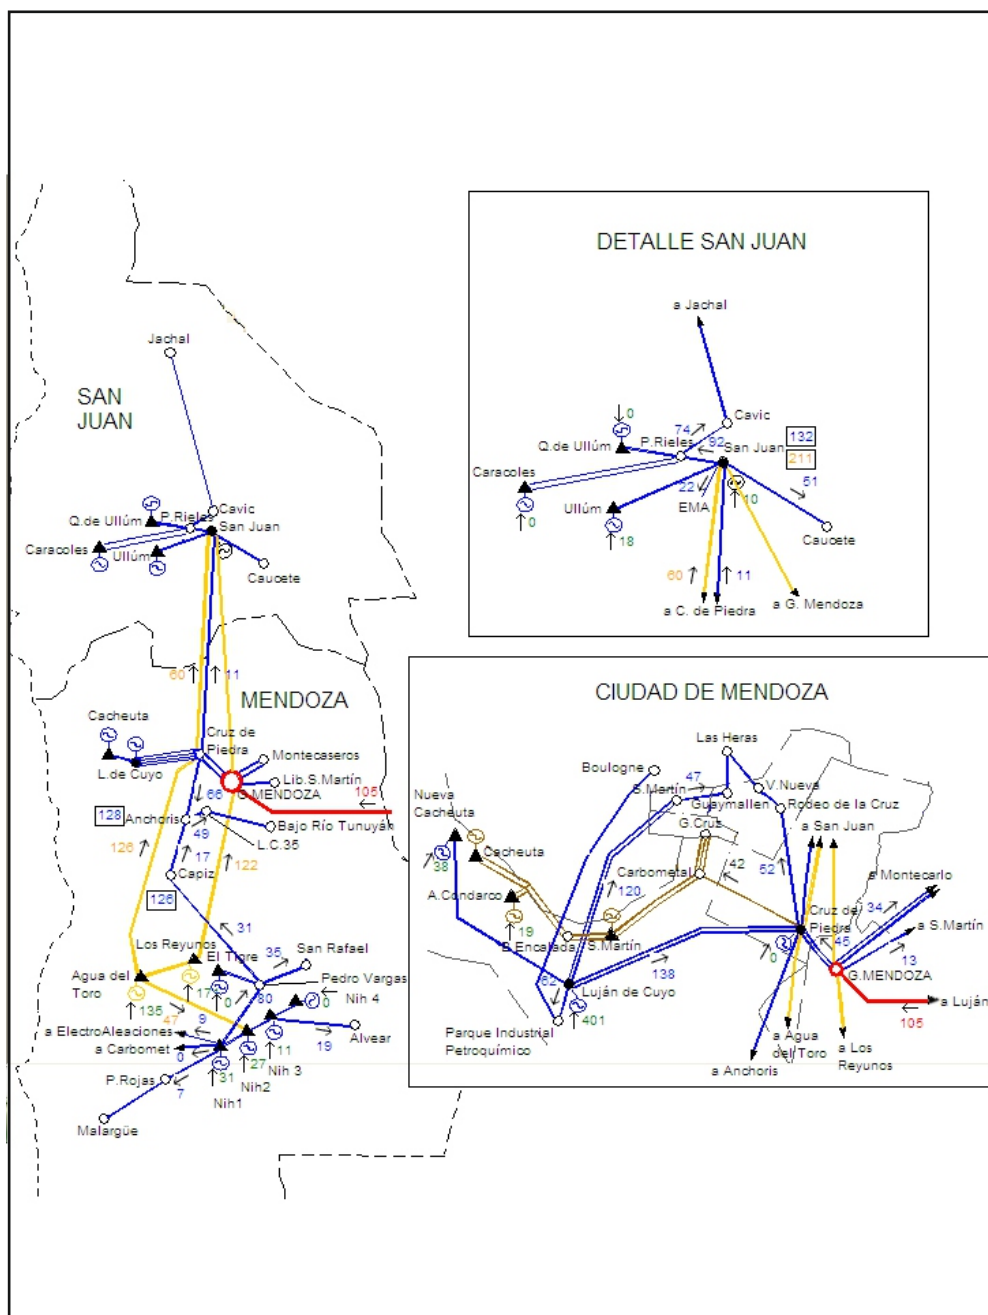 DETALLE SAN JUAN
a Jachal
Cavic
74
92
0
Q.de Ullúm
P.Rieles
San Juan
132
211
Caracoles
22
51
EMA
10
Ullúm
0
18
Caucete
60
11
a C. de Piedra
a G. Mendoza
Jachal
SAN
JUAN
Cavic
Q.de Ullúm
P.Rieles
San Juan
Caracoles
Ullúm
Caucete
60
11
MENDOZA
Cacheuta
Cruz de
Piedra
Montecaseros
L.de Cuyo
Lib.S.Martín
G.MENDOZA
66
105
128
Anchoris
49
Bajo Río Tunuyán
L.C.35
126
17
122
Capiz
126
31
Los Reyunos
El Tigre
35
San Rafael
Agua del
Toro
17
0
80
Pedro Vargas
0
Nih 4
135
47
9
a ElectroAleaciones
a Carbomet
0
11
19
Alvear
27
Nih 3
31
Nih2
Nih1
P.Rojas
7
Malargüe
CIUDAD DE MENDOZA
Las Heras
Boulogne
47
V.Nueva
S.Martín
Guaymallen
Rodeo de la Cruz
Nueva
Cacheuta
G.Cruz
a San Juan
38
Cacheuta
42
Carbometal
52
a Montecarlo
A.Condarco
120
34
19
Cruz de
Piedra
a S.Martín
B.Encalada
S.Martín
45
13
62
138
0
G.MENDOZA
Luján de Cuyo
401
a Luján
105
Parque Industrial
Petroquímico
a Agua
del Toro
a Los
Reyunos
a Anchoris